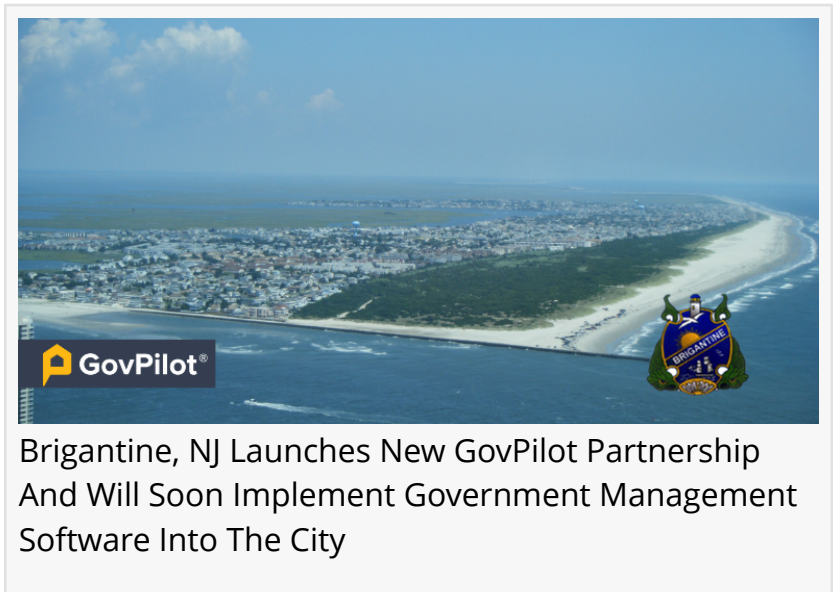 GovPilot®
BRIGANTINE
Brigantine, NJ Launches New GovPilot Partnership
And Will Soon Implement Government Management
Software Into The City